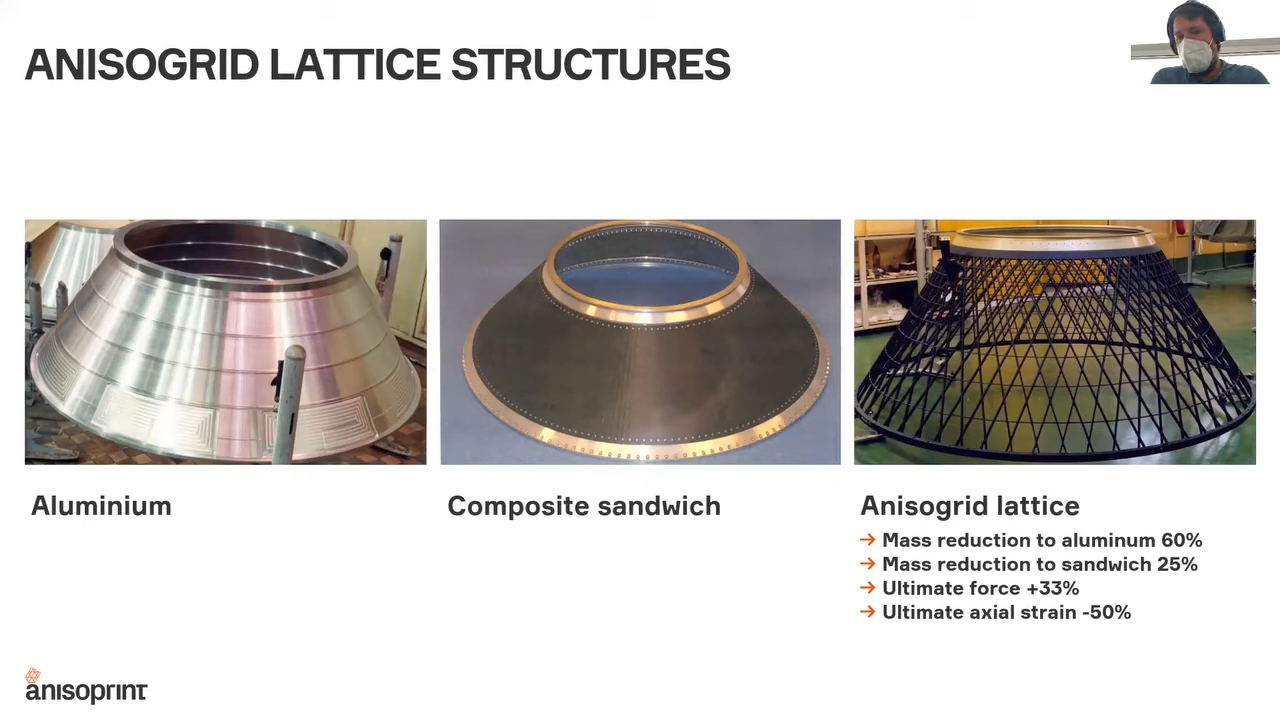 ANISOGRID LATTICE STRUCTURES
Aluminium
Composite sandwich
Anisogrid lattice
→ Mass reduction to aluminum 60%
→ Mass reduction to sandwich 25%
→ Ultimate force +33%
→ Ultimate axial strain -50%
anisoprint